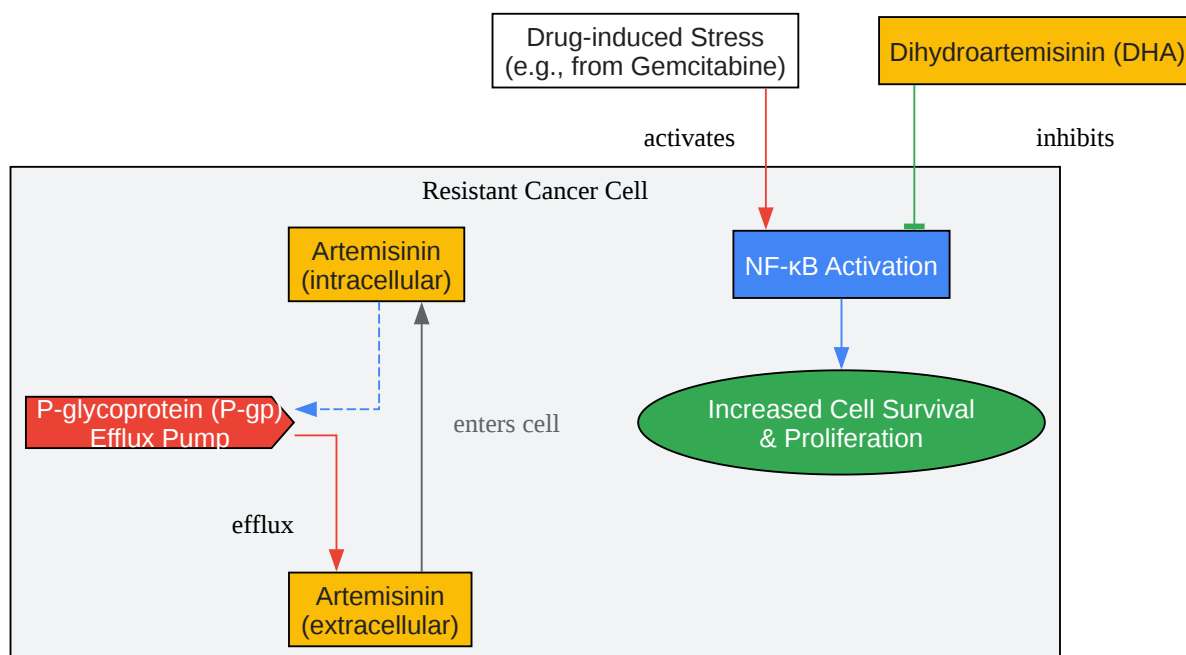 Drug-induced Stress
(e.g., from Gemcitabine)
Dihydroartemisinin (DHA)
activates
inhibits
Resistant Cancer Cell
Artemisinin
(intracellular)
NF-κB Activation
P-glycoprotein (P-gp)
Efflux Pump
enters cell
Increased Cell Survival
& Proliferation
efflux
Artemisinin
(extracellular)